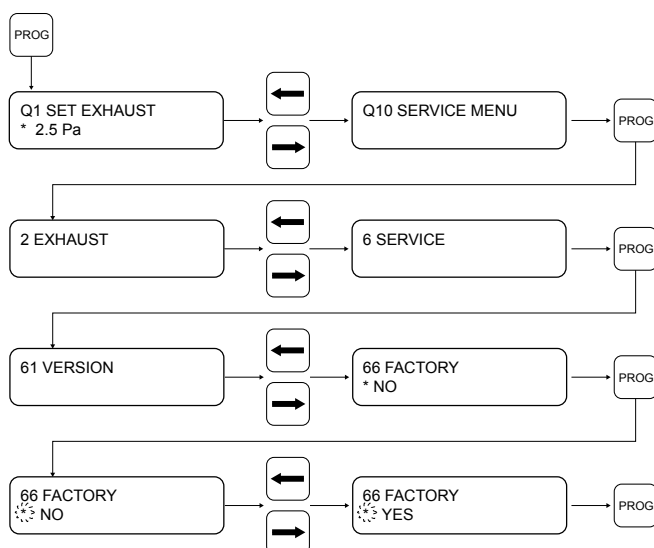 PROG
Q1 SET EXHAUST
* 2.5 Pa
Q10 SERVICE MENU
PROG
2 EXHAUST
6 SERVICE
PROG
61 VERSION
66 FACTORY
* NO
PROG
66 FACTORY
* NO
66 FACTORY
* YES
PROG